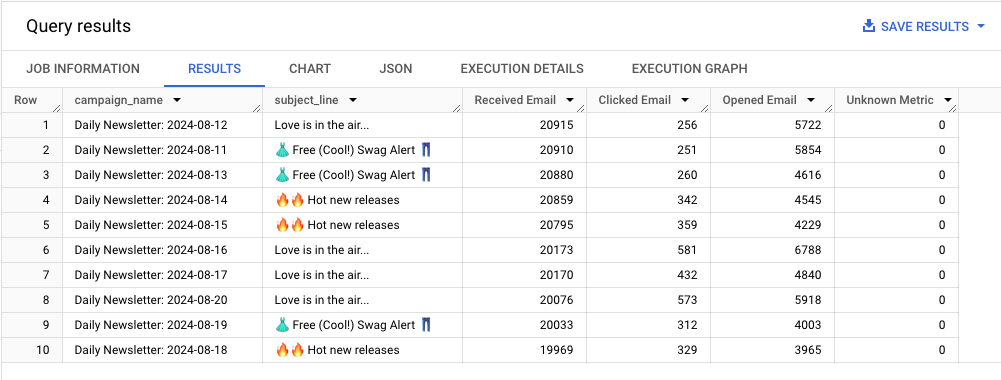 Query results
SAVE RESULTS
JOB INFORMATION RESULTS CHART JSON EXECUTION DETAILS EXECUTION GRAPH
Row campaign_name subject_line Received Email Clicked Email Opened Email Unknown Metric
1 Daily Newsletter: 2024-08-12 Love is in the air... 20915 256 5722 0
2 Daily Newsletter: 2024-08-11 👗 Free (Cool!) Swag Alert 👖 20910 251 5854 0
3 Daily Newsletter: 2024-08-13 👗 Free (Cool!) Swag Alert 👖 20880 260 4616 0
4 Daily Newsletter: 2024-08-14 🔥🔥 Hot new releases 20859 342 4545 0
5 Daily Newsletter: 2024-08-15 🔥🔥 Hot new releases 20795 359 4229 0
6 Daily Newsletter: 2024-08-16 Love is in the air... 20173 581 6788 0
7 Daily Newsletter: 2024-08-17 Love is in the air... 20170 432 4840 0
8 Daily Newsletter: 2024-08-20 Love is in the air... 20076 573 5918 0
9 Daily Newsletter: 2024-08-19 👗 Free (Cool!) Swag Alert 👖 20033 312 4003 0
10 Daily Newsletter: 2024-08-18 🔥🔥 Hot new releases 19969 329 3965 0